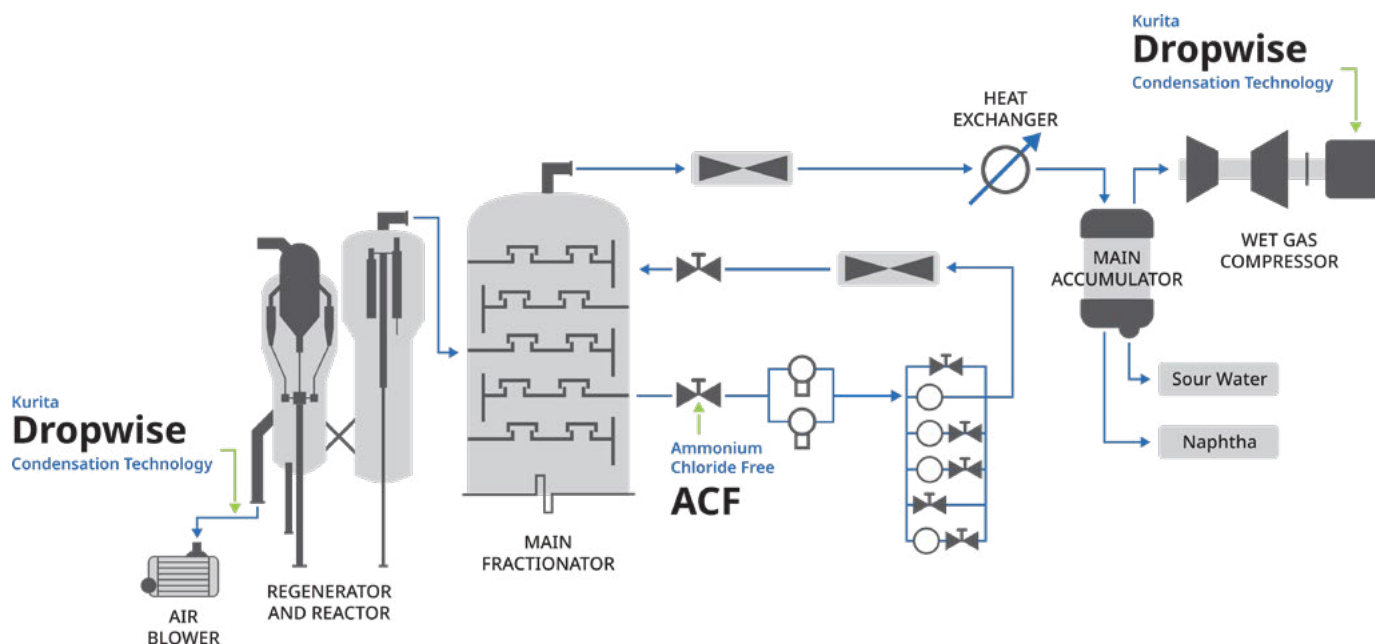 Kurita
Dropwise
Condensation Technology
HEAT
EXCHANGER
MAIN
ACCUMULATOR
WET GAS
COMPRESSOR
Sour Water
Naphtha
Kurita
Dropwise
Condensation Technology
Ammonium
Chloride Free
ACF
MAIN
FRACTIONATOR
REGENERATOR
AND REACTOR
AIR
BLOWER